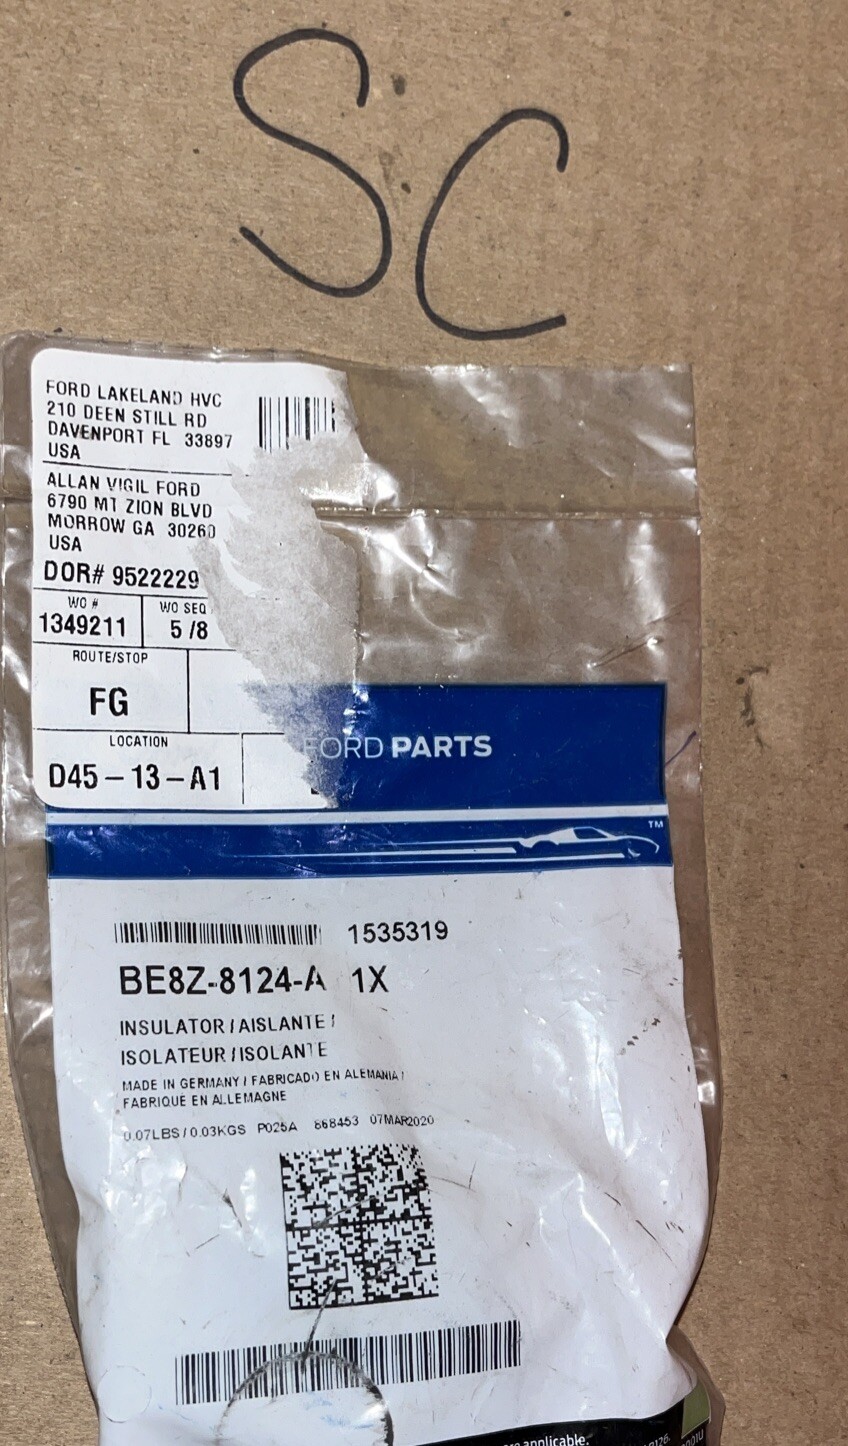 SC
FORD LAKELAND HVC
210 DEEN STILL RD
DAVENPORT FL 33897
USA
ALLAN VIGIL FORD
6790 MT ZION BLVD
MORROW GA 30260
USA
DOR# 9522229
WO #
1349211
WO SEQ
5 /8
ROUTE/STOP
FG
LOCATION
D45-13-A1
FORD PARTS
TM
1535319
BE8Z-8124-A 1X
INSULATOR / AISLANTE /
ISOLATEUR / ISOLANTE
MADE IN GERMANY / FABRICADO EN ALEMANIA /
FABRIQUE EN ALLEMAGNE
0.07LBS / 0.03KGS P025A 868453 07MAR2020
applicable.